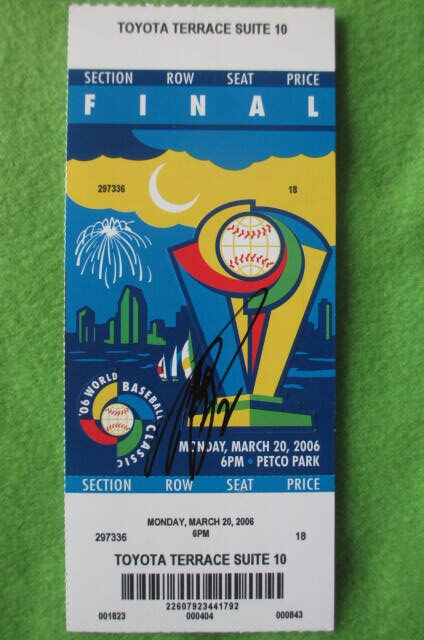 TOYOTA TERRACE SUITE 10
SECTION ROW SEAT PRICE
FINAL
297336 18
'06 WORLD BASEBALL CLASSIC
MONDAY, MARCH 20, 2006
6PM • PETCO PARK
SECTION ROW SEAT PRICE
MONDAY, MARCH 20, 2006
6PM
297336 18
TOYOTA TERRACE SUITE 10
22607923441792
001823 000404 000843